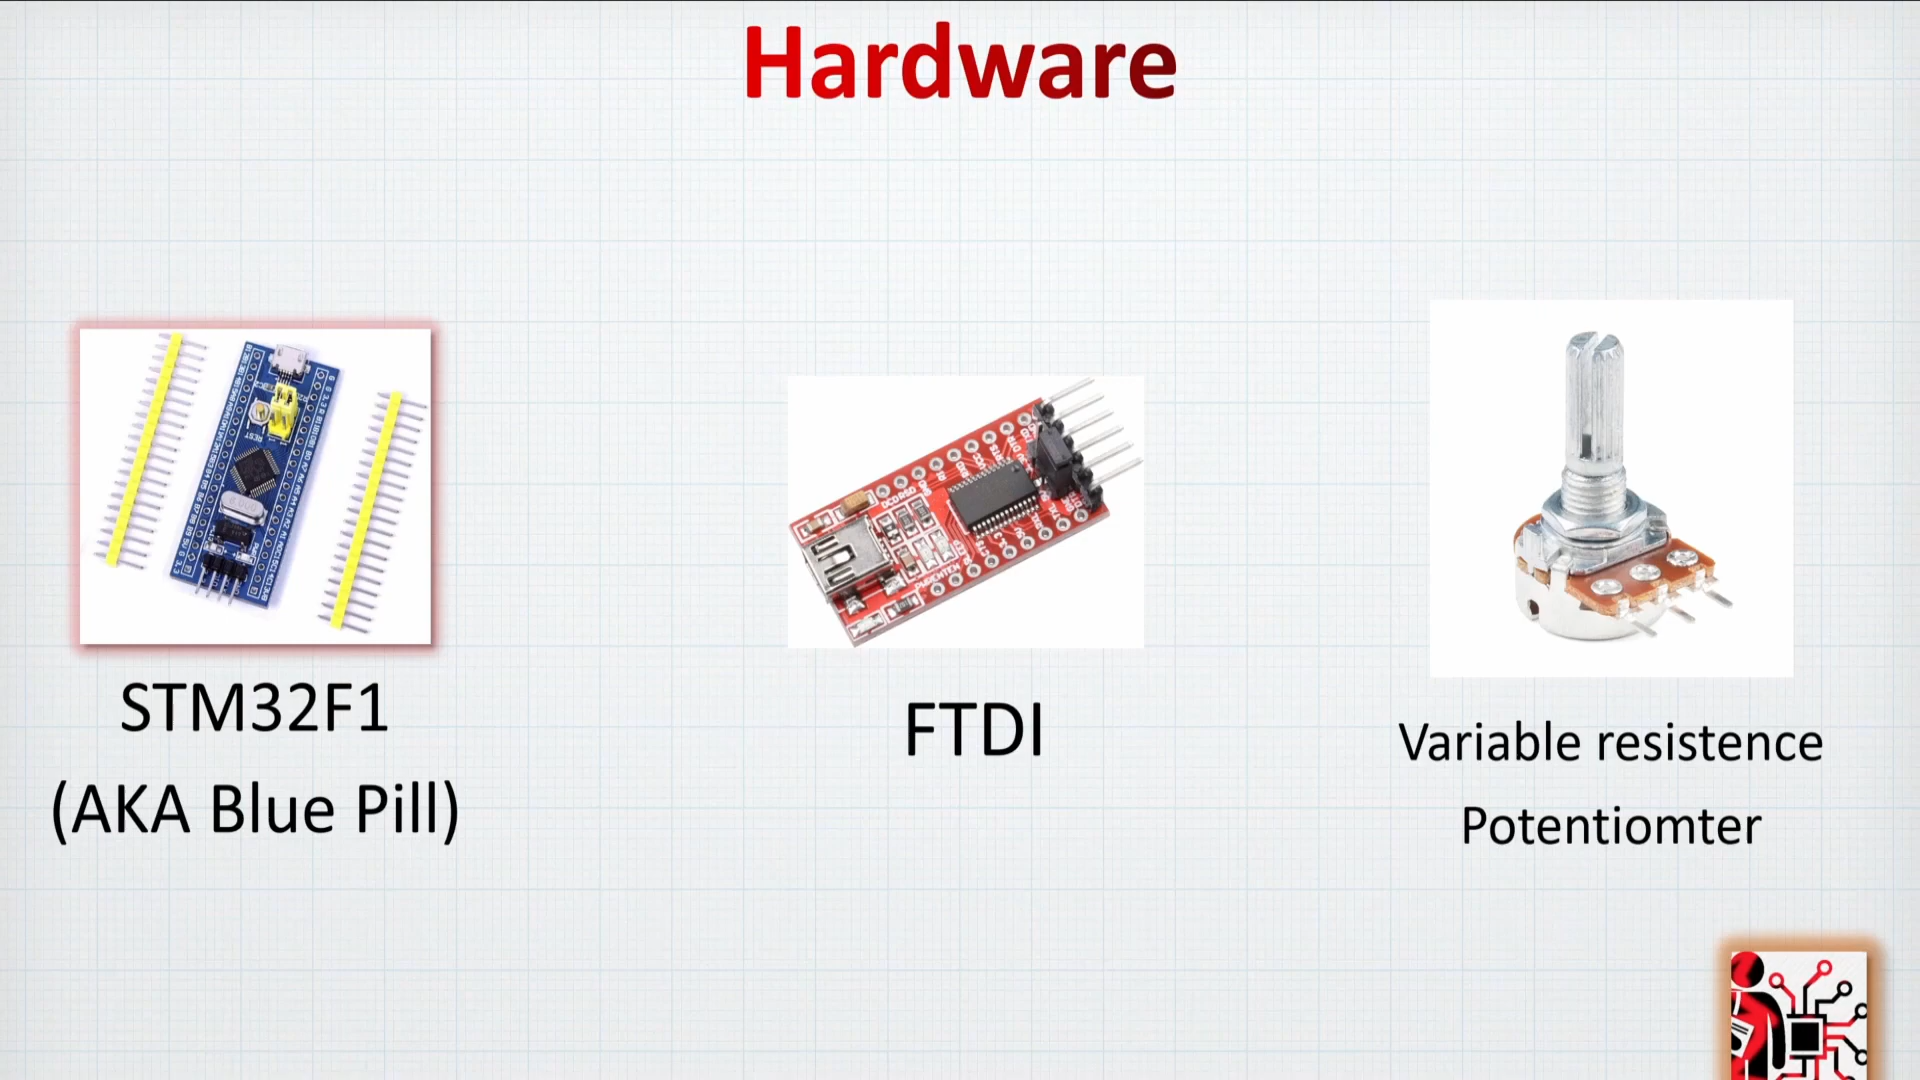 Hardware
STM32F1
(AKA Blue Pill)
FTDI
Variable resistence
Potentiomter